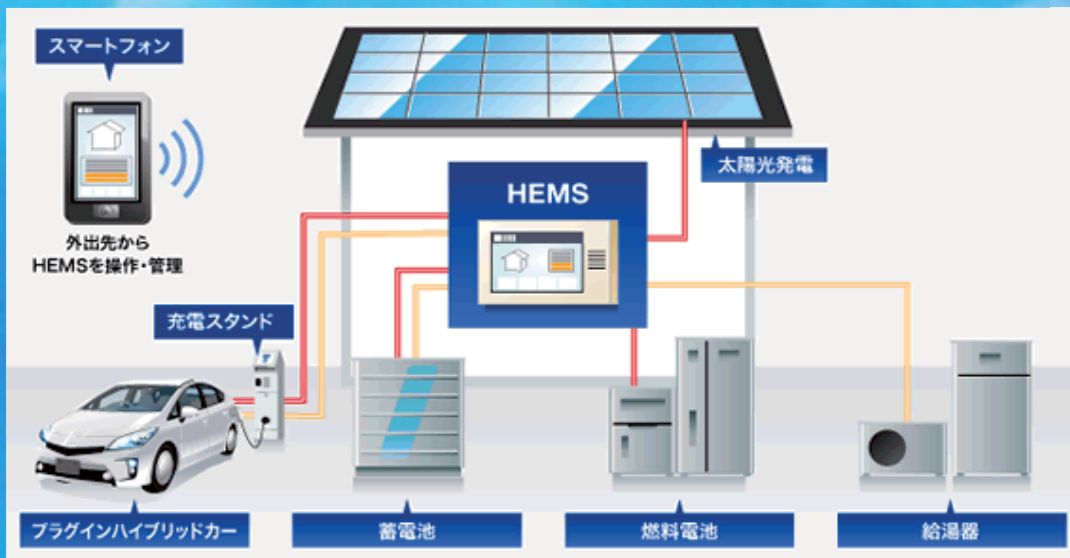 スマートフォン
外出先から
HEMSを操作・管理
太陽光発電
HEMS
充電スタンド
プラグインハイブリッドカー
蓄電池
燃料電池
給湯器